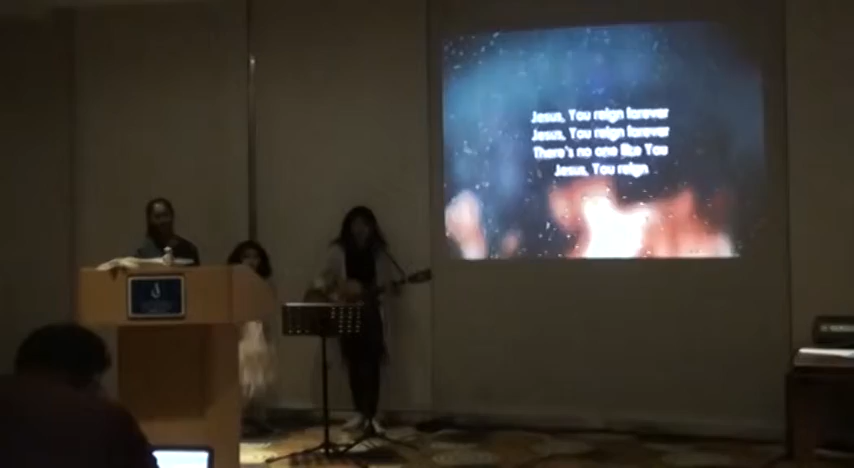 Jesus, You reign forever
Jesus, You reign forever
There's no one like You
Jesus, You reign